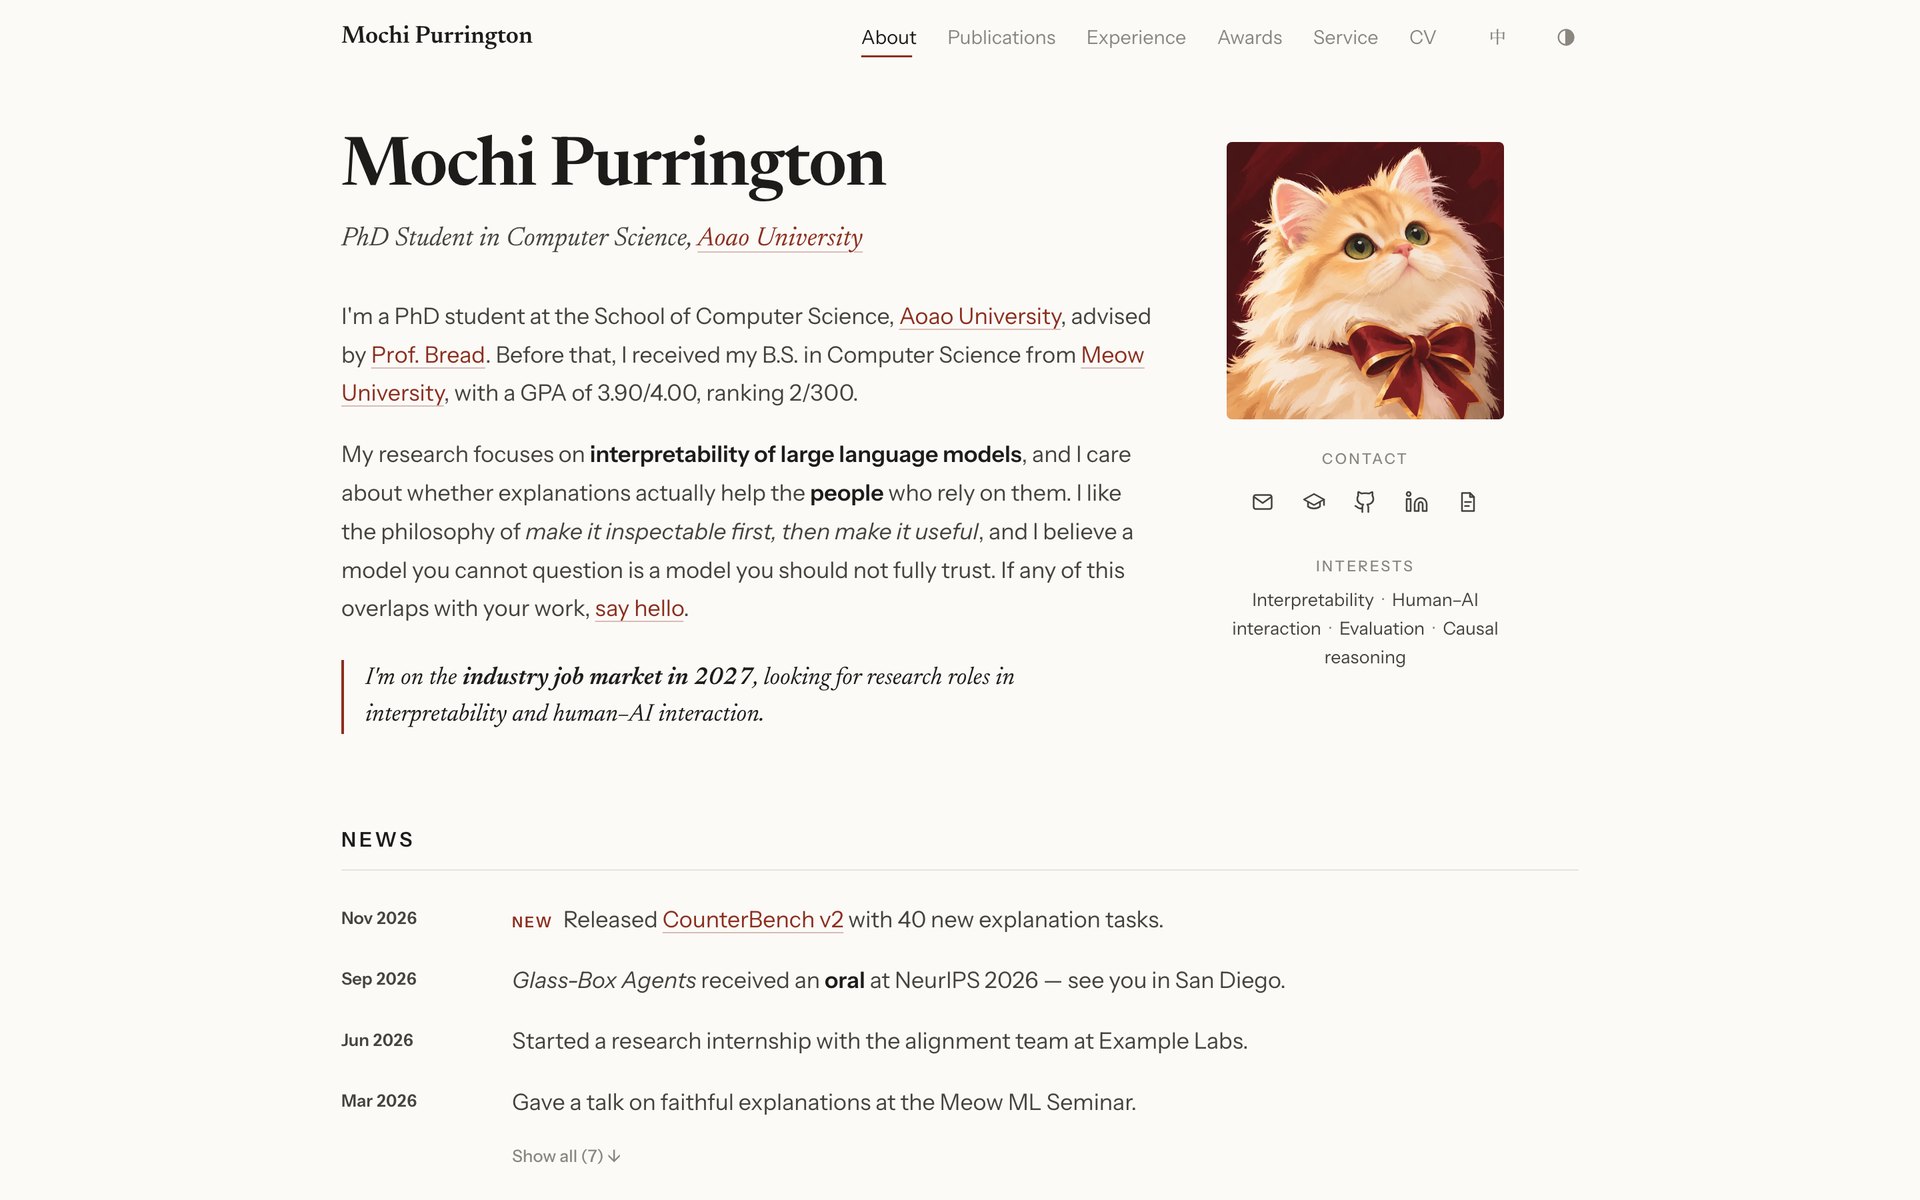 Mochi Purrington
About Publications Experience Awards Service CV 中
Mochi Purrington
PhD Student in Computer Science, Aoao University
I'm a PhD student at the School of Computer Science, Aoao University, advised
by Prof. Bread. Before that, I received my B.S. in Computer Science from Meow
University, with a GPA of 3.90/4.00, ranking 2/300.
My research focuses on interpretability of large language models, and I care
about whether explanations actually help the people who rely on them. I like
the philosophy of make it inspectable first, then make it useful, and I believe a
model you cannot question is a model you should not fully trust. If any of this
overlaps with your work, say hello.
I'm on the industry job market in 2027, looking for research roles in
interpretability and human–AI interaction.
CONTACT
INTERESTS
Interpretability · Human–AI
interaction · Evaluation · Causal
reasoning
NEWS
Nov 2026 NEW Released CounterBench v2 with 40 new explanation tasks.
Sep 2026 Glass-Box Agents received an oral at NeurIPS 2026 — see you in San Diego.
Jun 2026 Started a research internship with the alignment team at Example Labs.
Mar 2026 Gave a talk on faithful explanations at the Meow ML Seminar.
Show all (7) ↓